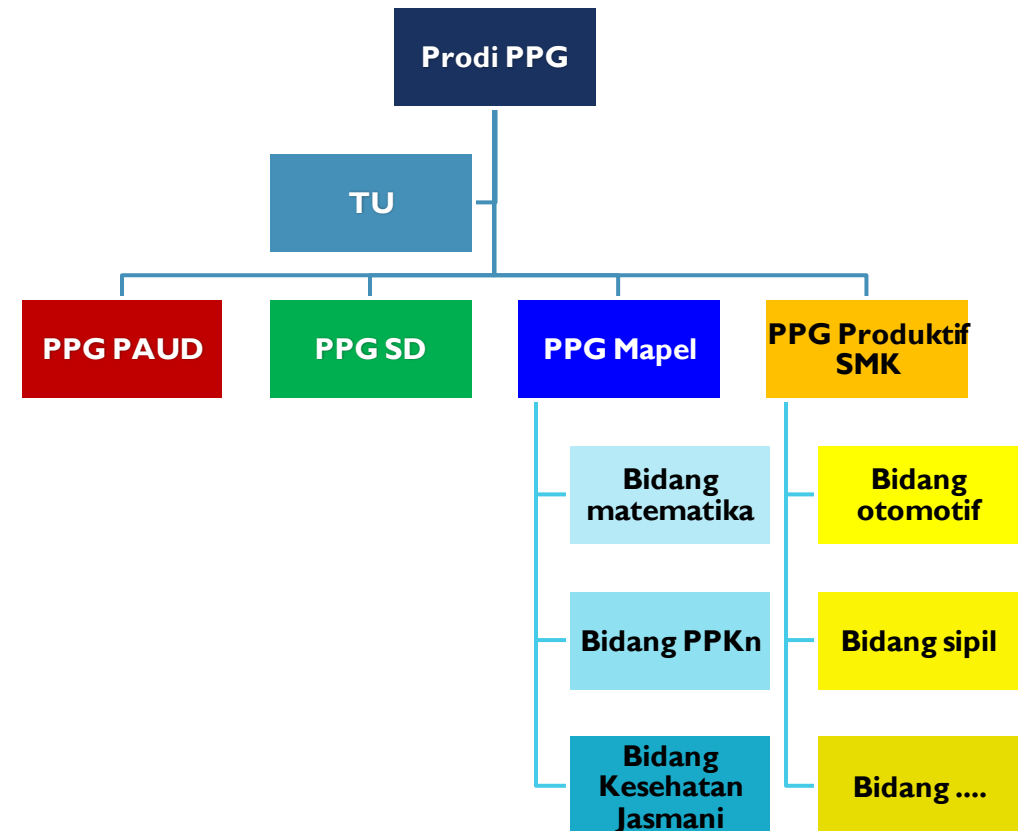 Prodi PPG
TU
PPG PAUD
PPG SD
PPG Mapel
PPG Produktif
SMK
Bidang
matematika
Bidang
otomotif
Bidang PPKn
Bidang sipil
Bidang
Kesehatan
Jasmani
Bidang ....